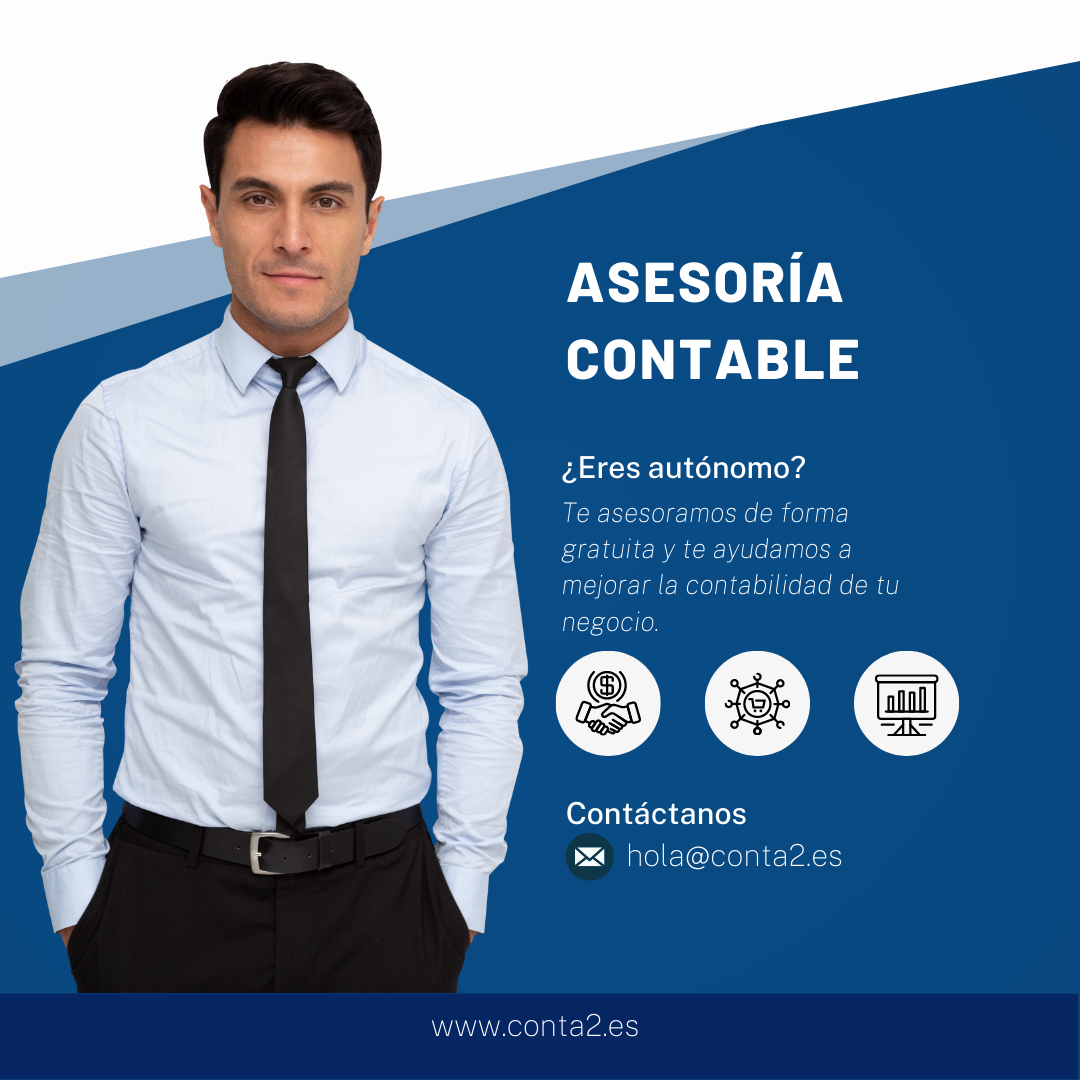 ASESORÍA
CONTABLE
¿Eres autónomo?
Te asesoramos de forma
gratuita y te ayudamos a
mejorar la contabilidad de tu
negocio.
$
Contáctanos
hola@conta2.es
www.conta2.es